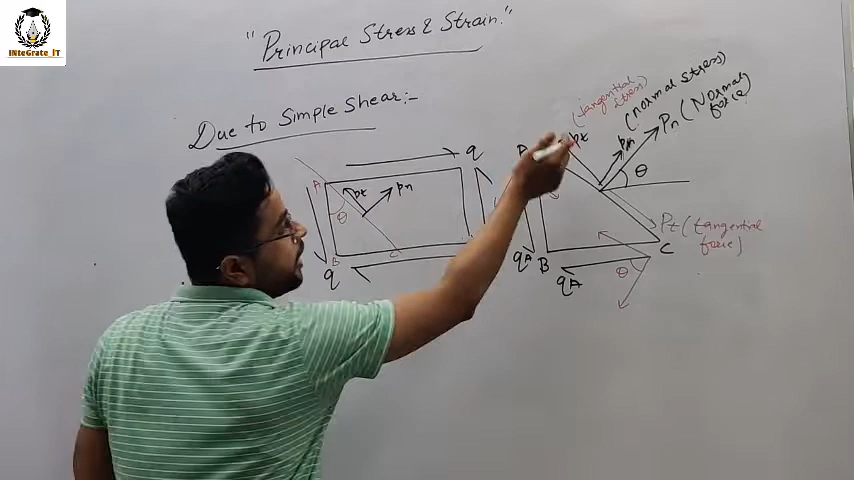 INteGrate_iT
"Principal Stress & Strain."
Due to Simple Shear:-
q
A
pt
pn
θ
B
C
q
(tangential stress)
(normal stress)
pt
pn
Pn (Normal force)
θ
Pt (tangential force)
qA
B
C
qA
θ